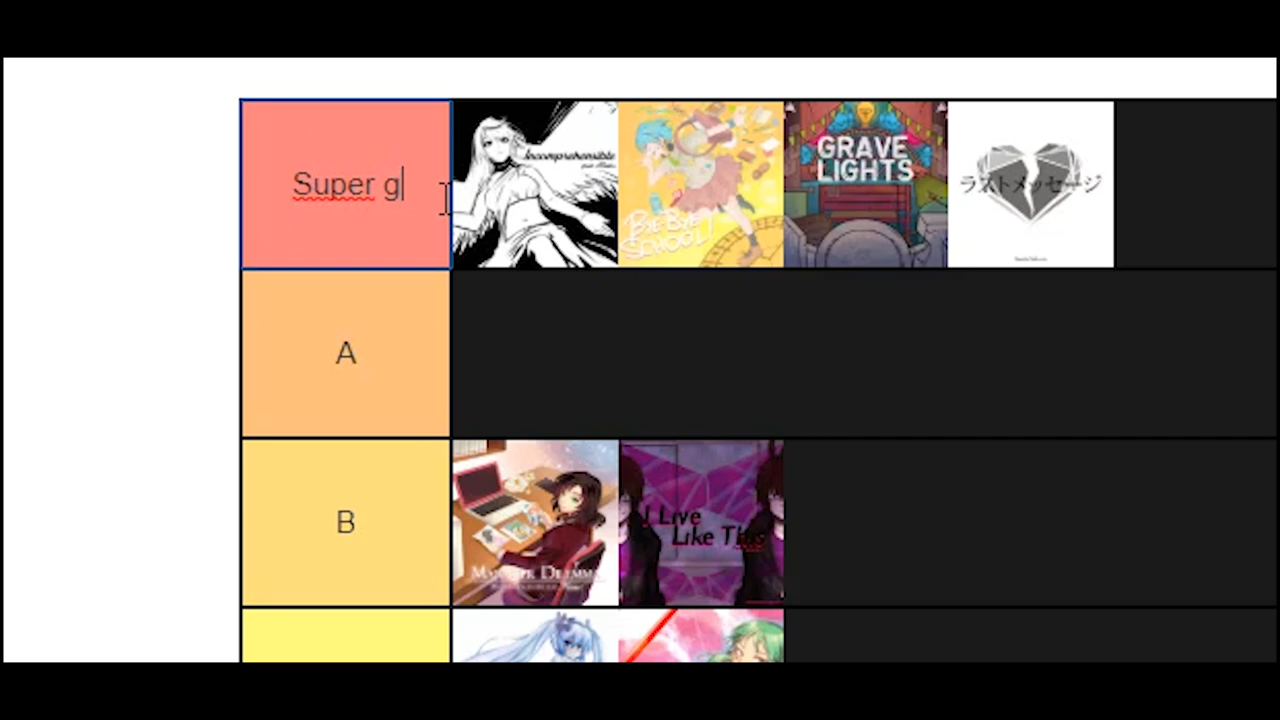 Super g
Incomprehensible
BYE BYE
SCHOOL!
GRAVE
LIGHTS
ラストメッセージ
A
B
I Live
Like This